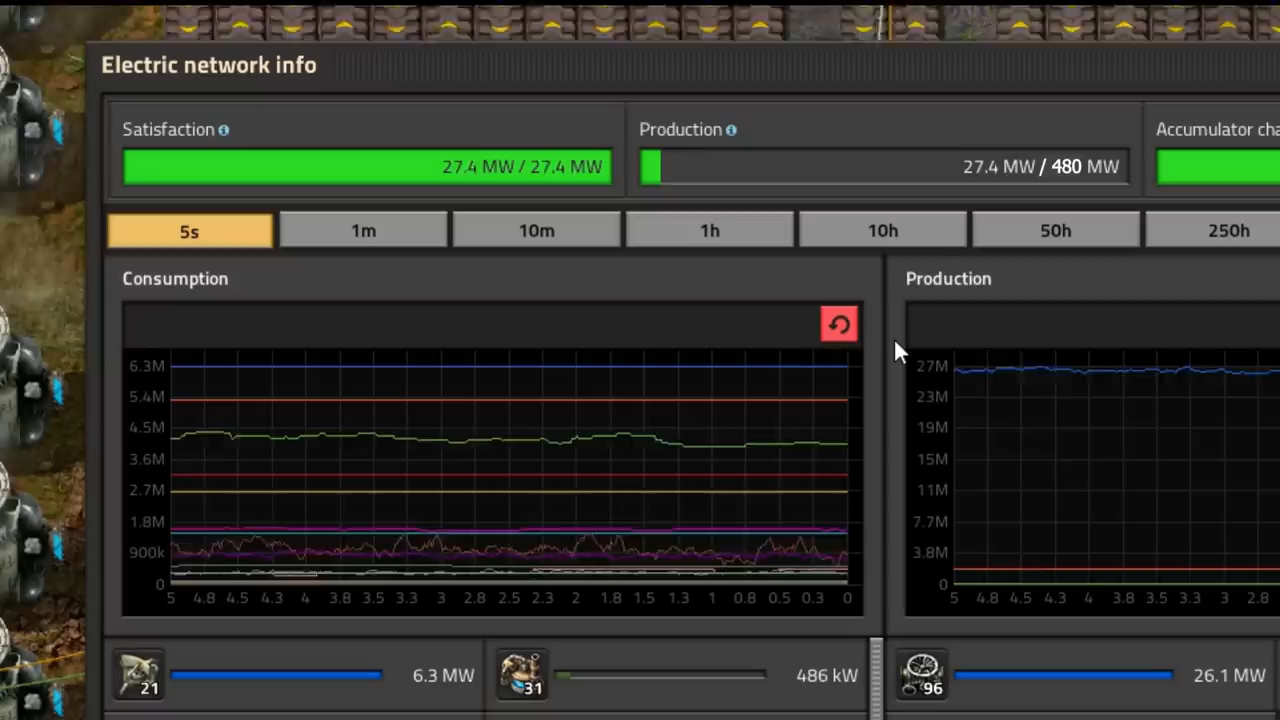 Electric network info
Satisfaction
Production
Accumulator cha
27.4 MW / 27.4 MW
27.4 MW / 480 MW
5s
1m
10m
1h
10h
50h
250h
Consumption
Production
6.3M
5.4M
4.5M
3.6M
2.7M
1.8M
900k
0
5 4.8 4.5 4.3 4 3.8 3.5 3.3 3 2.8 2.5 2.3 2 1.8 1.5 1.3 1 0.8 0.5 0.3 0
27M
23M
19M
15M
11M
7.7M
3.8M
0
5 4.8 4.5 4.3 4 3.8 3.5 3.3 3 2.8
21
6.3 MW
31
486 kW
96
26.1 MW